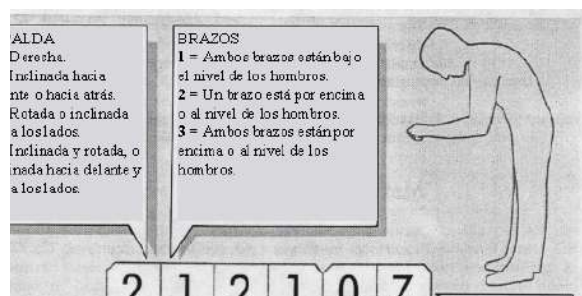 ALDA
Derecha.
Inclinada hacia
nte o hacia atrás.
Rotada o inclinada
a los lados.
Inclinada y rotada, o
inada hacia delante y
a los lados.
BRAZOS
1 = Ambos brazos están bajo
el nivel de los hombros.
2 = Un brazo está por encima
o al nivel de los hombros.
3 = Ambos brazos están por
encima o al nivel de los
hombros.
2 1 2 1 0 7